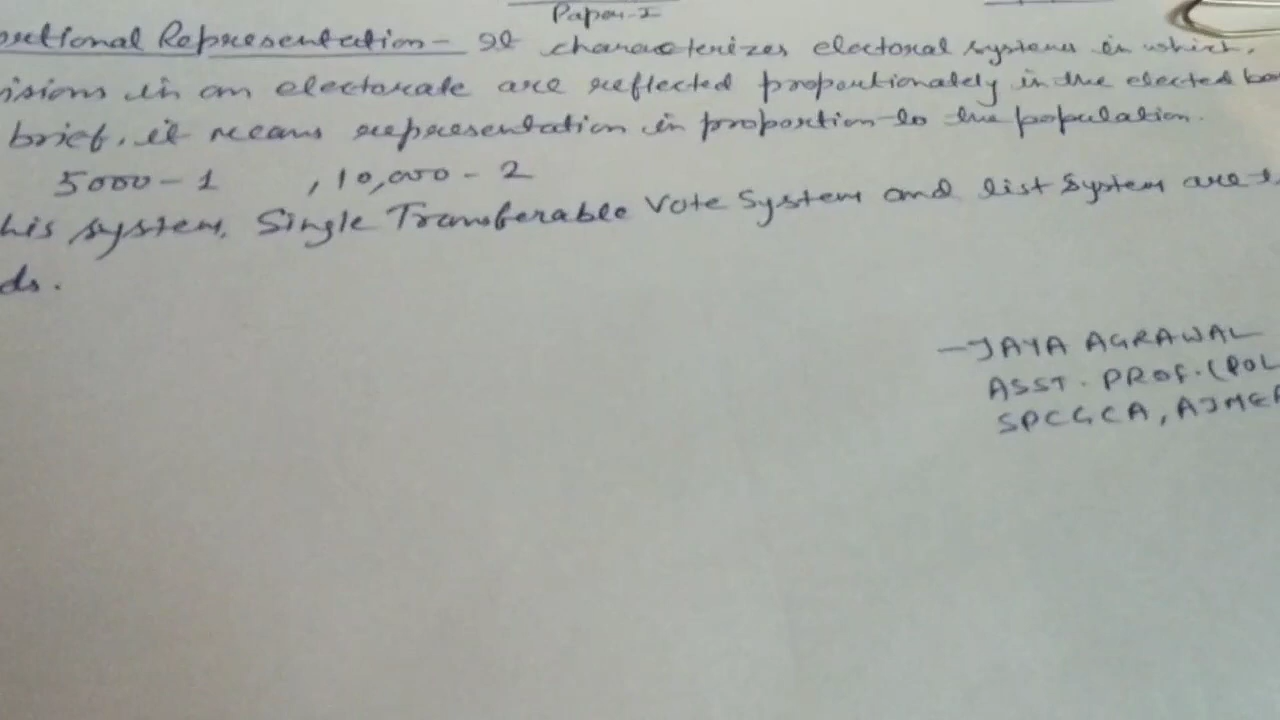 Paper-I
ortional Representation - It characterizes electoral systems in which
isions in an electorate are reflected proportionately in the elected bo
brief, it means representation in proportion to the population.
5000-1 , 10,000-2
his system, Single Transferable Vote System and list System are
ds.
-JAYA AGRAWAL
ASST. PROF. (POL
SPCGCA, AJMER